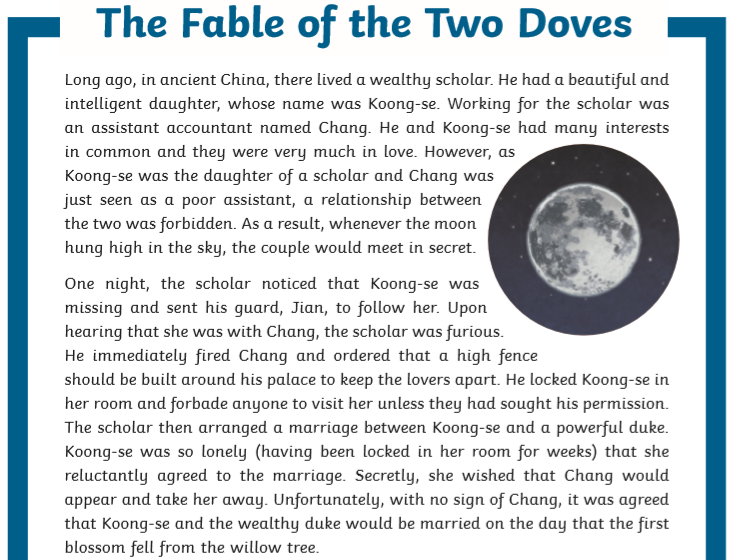 The Fable of the Two Doves
Long ago, in ancient China, there lived a wealthy scholar. He had a beautiful and
intelligent daughter, whose name was Koong-se. Working for the scholar was
an assistant accountant named Chang. He and Koong-se had many interests
in common and they were very much in love. However, as
Koong-se was the daughter of a scholar and Chang was
just seen as a poor assistant, a relationship between
the two was forbidden. As a result, whenever the moon
hung high in the sky, the couple would meet in secret.
One night, the scholar noticed that Koong-se was
missing and sent his guard, Jian, to follow her. Upon
hearing that she was with Chang, the scholar was furious.
He immediately fired Chang and ordered that a high fence
should be built around his palace to keep the lovers apart. He locked Koong-se in
her room and forbade anyone to visit her unless they had sought his permission.
The scholar then arranged a marriage between Koong-se and a powerful duke.
Koong-se was so lonely (having been locked in her room for weeks) that she
reluctantly agreed to the marriage. Secretly, she wished that Chang would
appear and take her away. Unfortunately, with no sign of Chang, it was agreed
that Koong-se and the wealthy duke would be married on the day that the first
blossom fell from the willow tree.